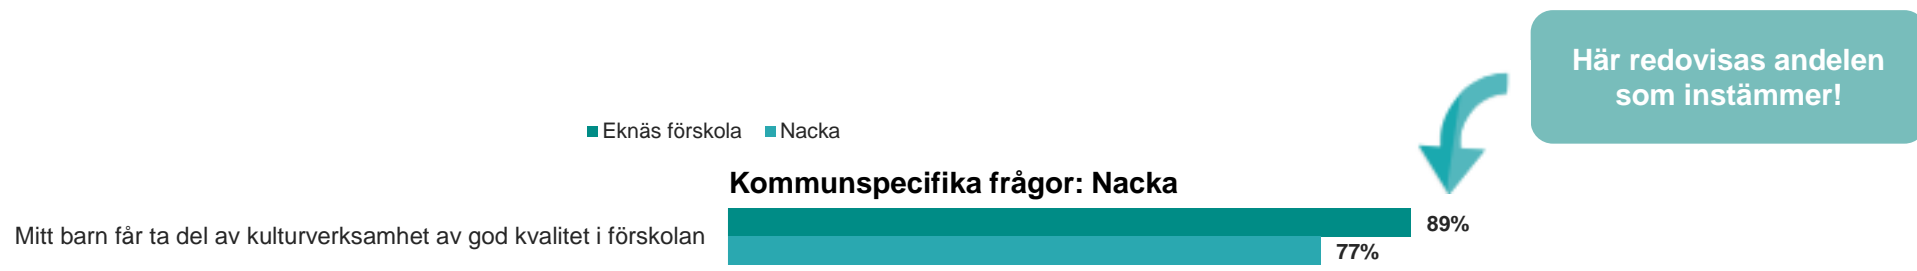 Här redovisas andelen
som instämmer!
Eknäs förskola Nacka
Kommunspecifika frågor: Nacka
Mitt barn får ta del av kulturverksamhet av god kvalitet i förskolan
89%
77%